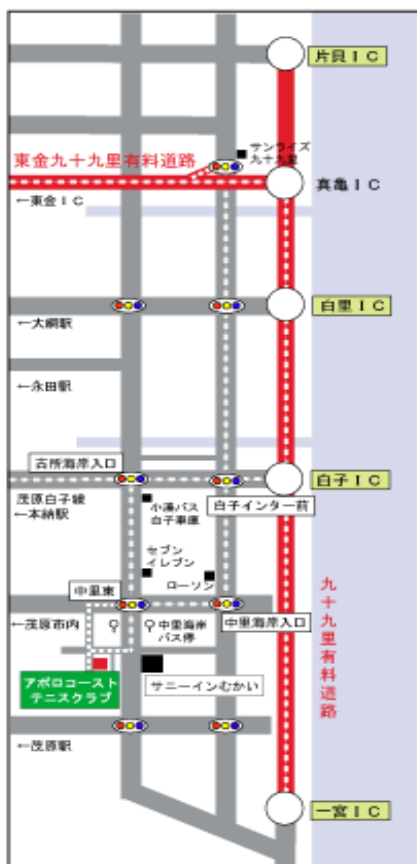 片貝ＩＣ
サンライズ
九十九里
東金九十九里有料道路
真亀ＩＣ
←東金ＩＣ
白里ＩＣ
←大網駅
←永田駅
古所海岸入口
白子ＩＣ
茂原白子線
←本納駅
小湊バス
白子車庫
白子インター前
セブン
イレブン
ローソン
中里東
九十九里有料道路
←茂原市内
中里海岸
バス停
中里海岸入口
アポロコースト
テニスクラブ
サニーインむかい
←茂原駅
一宮ＩＣ